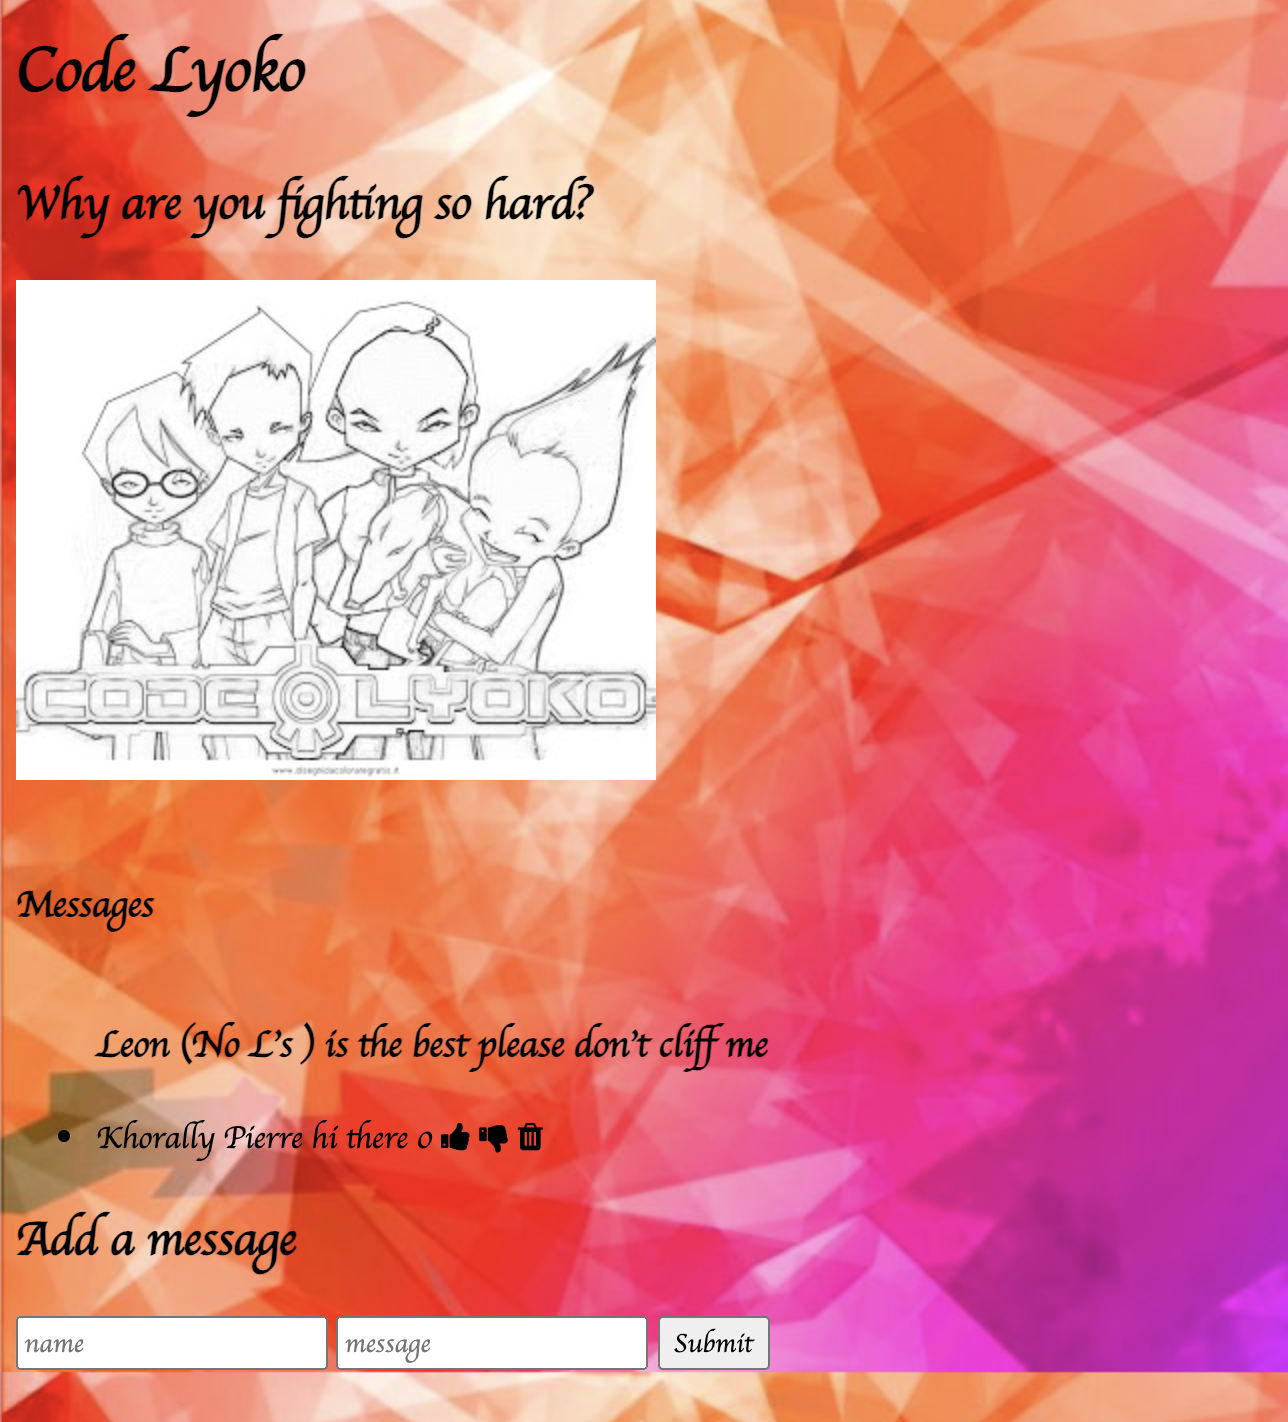 Code Lyoko
Why are you fighting so hard?
CODE LYOKO
www.disegnidacoloraregratis.it
Messages
Leon (No L's ) is the best please don't cliff me
Khorally Pierre hi there 0
Add a message
name message Submit